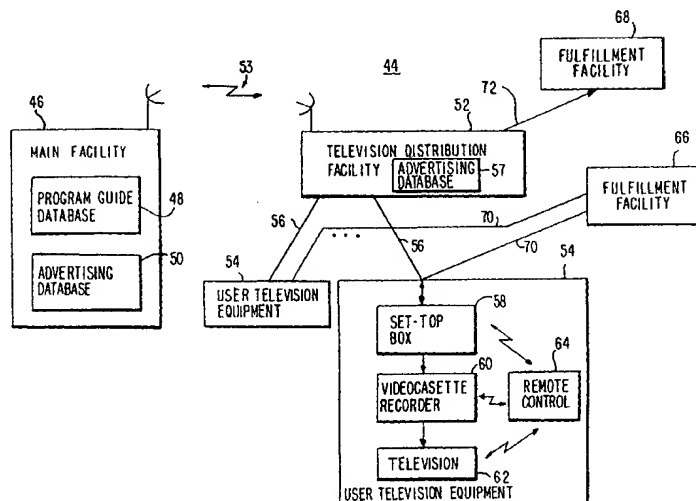 44
53
68
FULFILLMENT
FACILITY
72
46
52
66
MAIN FACILITY
TELEVISION DISTRIBUTION
FACILITY
ADVERTISING
DATABASE
57
FULFILLMENT
FACILITY
PROGRAM GUIDE
DATABASE
48
56
70
...
56
70
50
ADVERTISING
DATABASE
54
USER TELEVISION
EQUIPMENT
54
58
SET-TOP
BOX
60
64
VIDEOCASETTE
RECORDER
REMOTE
CONTROL
TELEVISION
62
USER TELEVISION EQUIPMENT